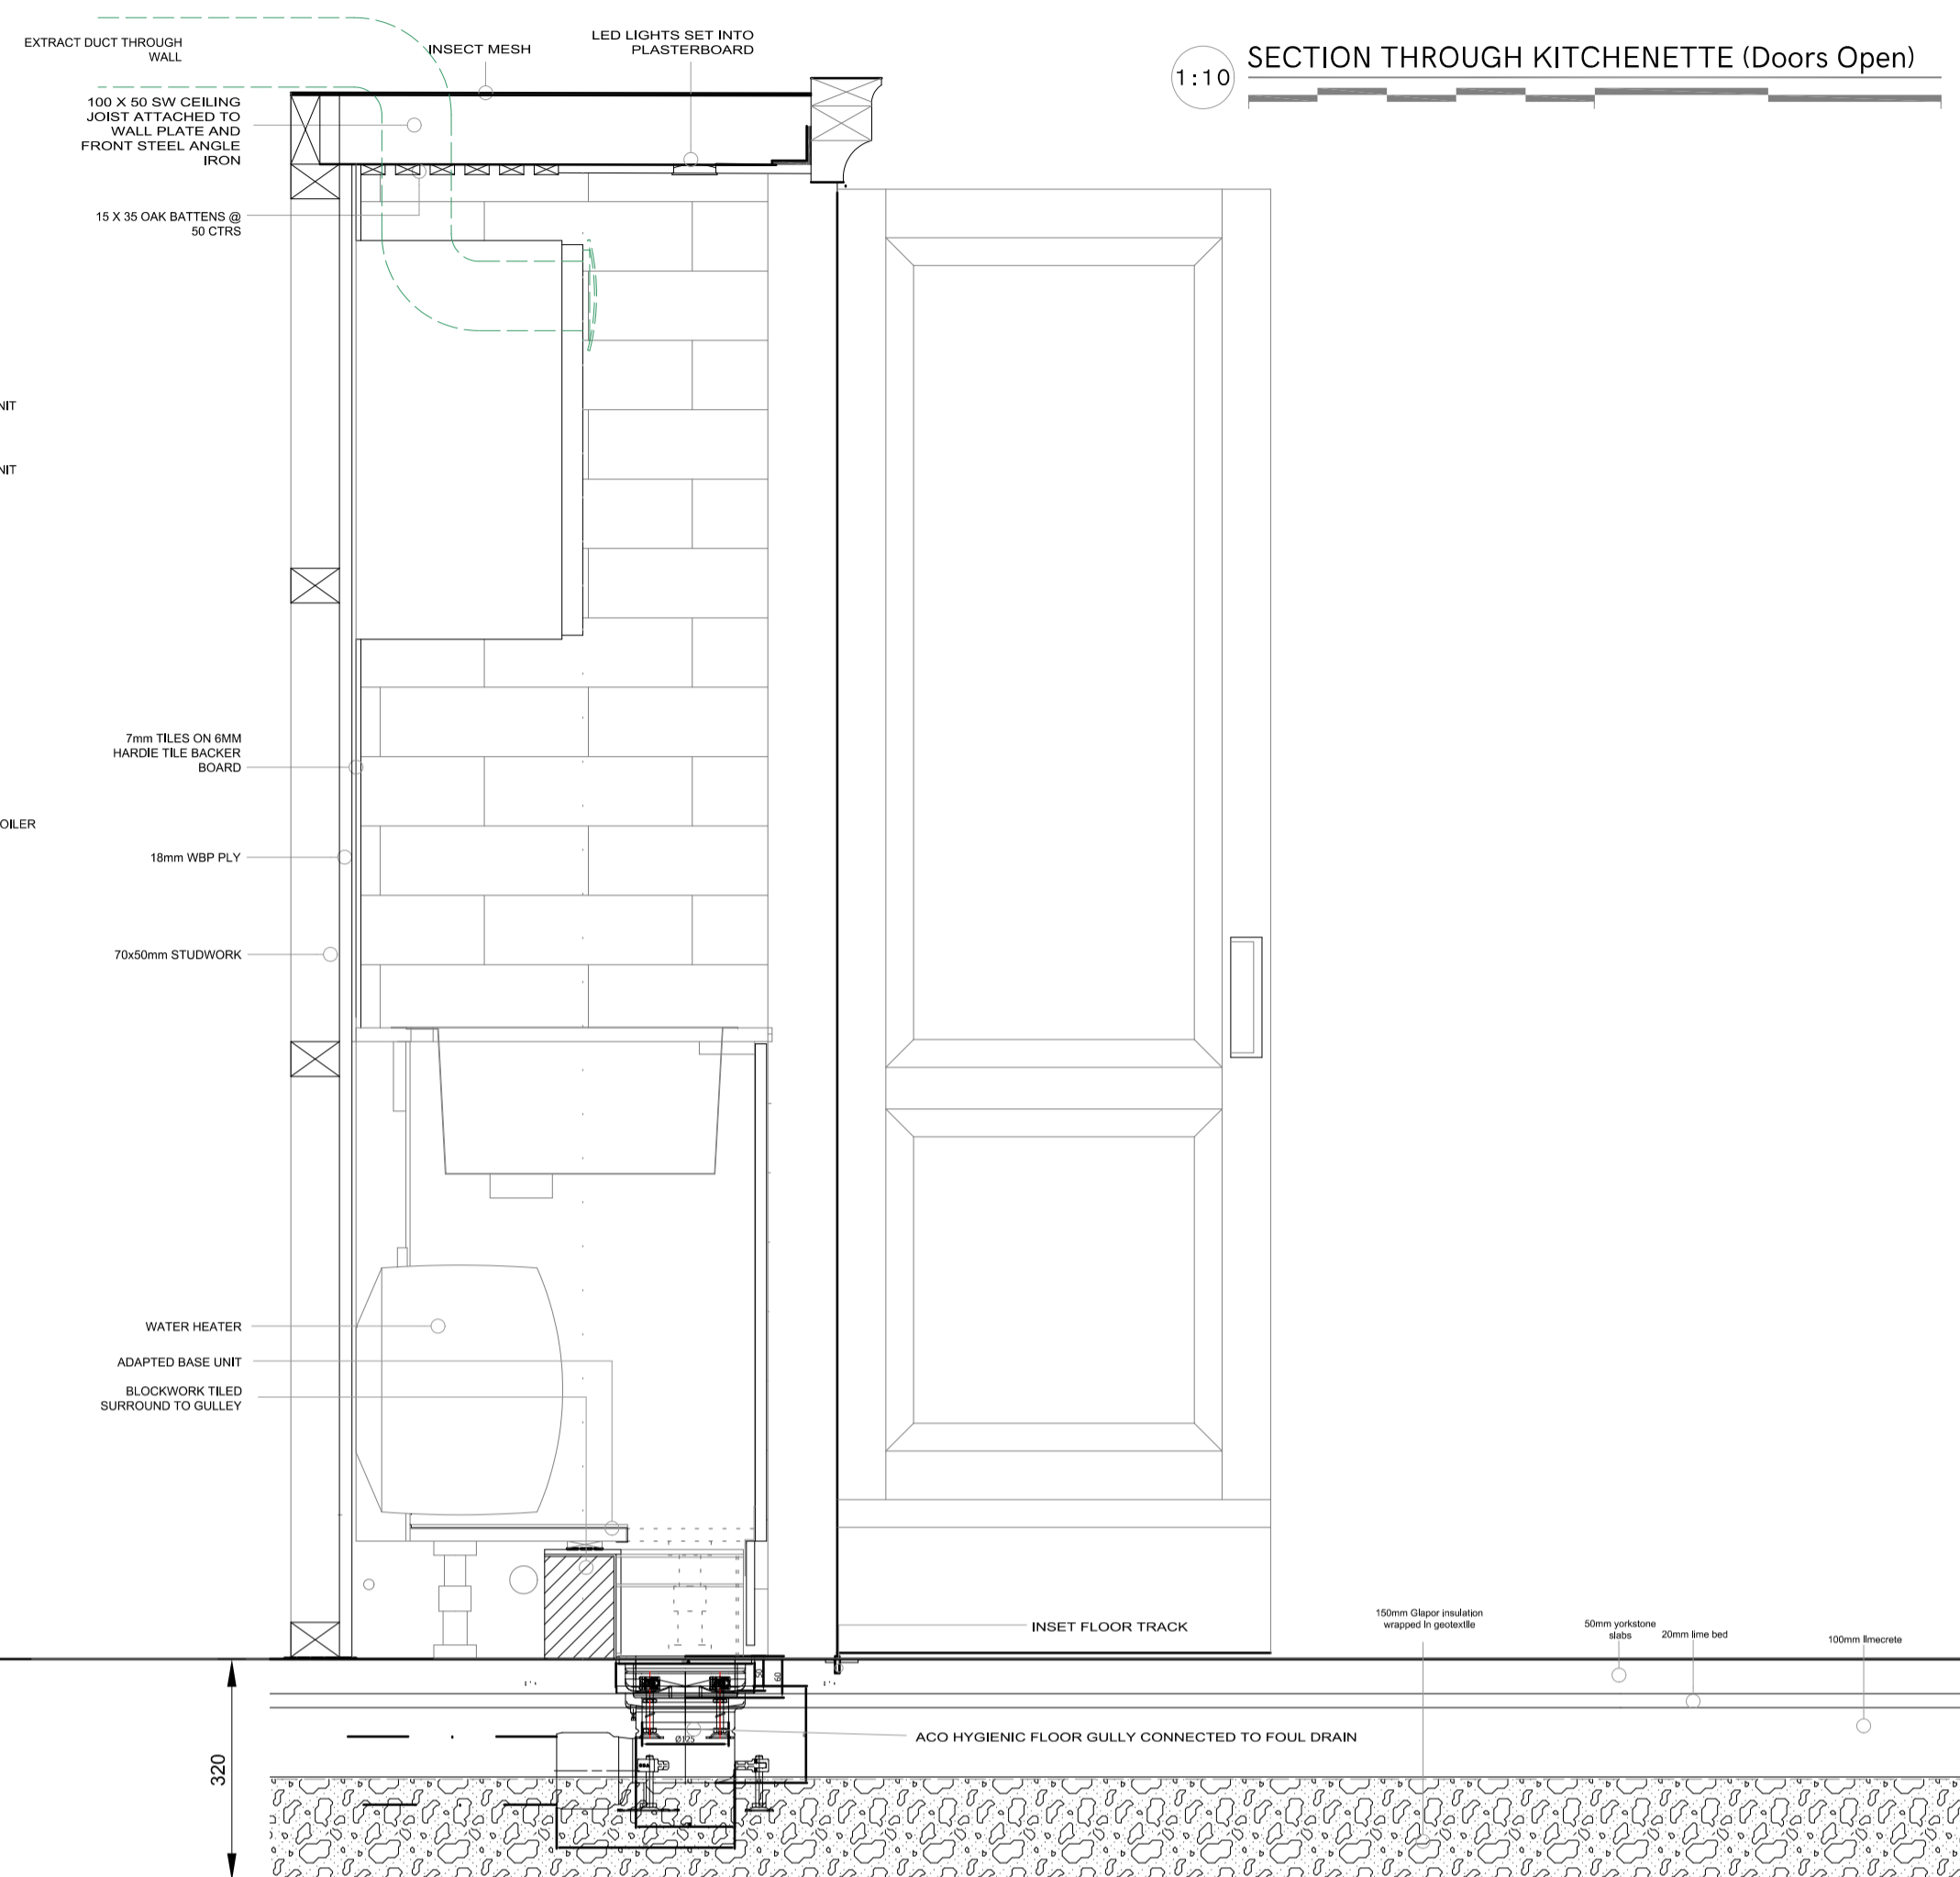 EXTRACT DUCT THROUGH
WALL
INSECT MESH
LED LIGHTS SET INTO
PLASTERBOARD
1:10
SECTION THROUGH KITCHENETTE (Doors Open)
100 X 50 SW CEILING
JOIST ATTACHED TO
WALL PLATE AND
FRONT STEEL ANGLE
IRON
15 X 35 OAK BATTENS @
50 CTRS
NIT
NIT
7mm TILES ON 6MM
HARDIE TILE BACKER
BOARD
OILER
18mm WBP PLY
70x50mm STUDWORK
WATER HEATER
ADAPTED BASE UNIT
BLOCKWORK TILED
SURROUND TO GULLEY
INSET FLOOR TRACK
150mm Glapor insulation
wrapped in geotextile
50mm yorkstone
slabs
20mm lime bed
100mm limecrete
50
60
Ø125
ACO HYGIENIC FLOOR GULLY CONNECTED TO FOUL DRAIN
320